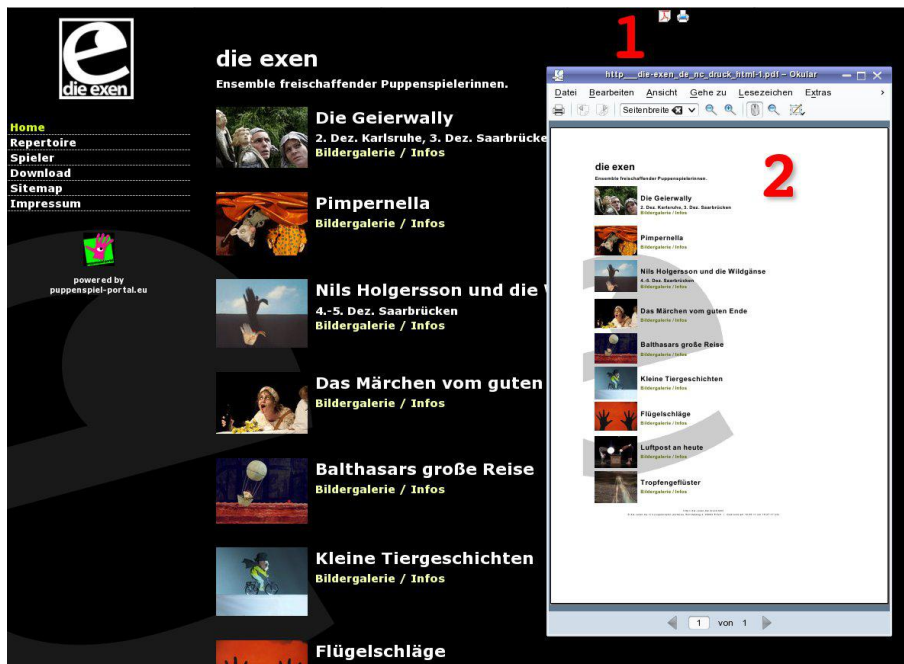 die exen
Home
Repertoire
Spieler
Download
Sitemap
Impressum
powered by
puppenspiel-portal.eu
die exen
Ensemble freischaffender Puppenspielerinnen.
Die Geierwally
2. Dez. Karlsruhe, 3. Dez. Saarbrücke
Bildergalerie / Infos
Pimpernella
Bildergalerie / Infos
Nils Holgersson und die
4.-5. Dez. Saarbrücken
Bildergalerie / Infos
Das Märchen vom guten
Bildergalerie / Infos
Balthasars große Reise
Bildergalerie / Infos
Kleine Tiergeschichten
Bildergalerie / Infos
Flügelschläge
1
http___die-exen_de_nc_druck_html-1.pdf – Okular
Datei Bearbeiten Ansicht Gehe zu Lesezeichen Extras
Seitenbreite
2
die exen
Ensemble freischaffender Puppenspielerinnen.
Die Geierwally
2. Dez. Karlsruhe, 3. Dez. Saarbrücken
Bildergalerie / Infos
Pimpernella
Bildergalerie / Infos
Nils Holgersson und die Wildgänse
4.-5. Dez. Saarbrücken
Bildergalerie / Infos
Das Märchen vom guten Ende
Bildergalerie / Infos
Balthasars große Reise
Bildergalerie / Infos
Kleine Tiergeschichten
Bildergalerie / Infos
Flügelschläge
Bildergalerie / Infos
Luftpost an heute
Bildergalerie / Infos
Tropfengeflüster
Bildergalerie / Infos
1 von 1